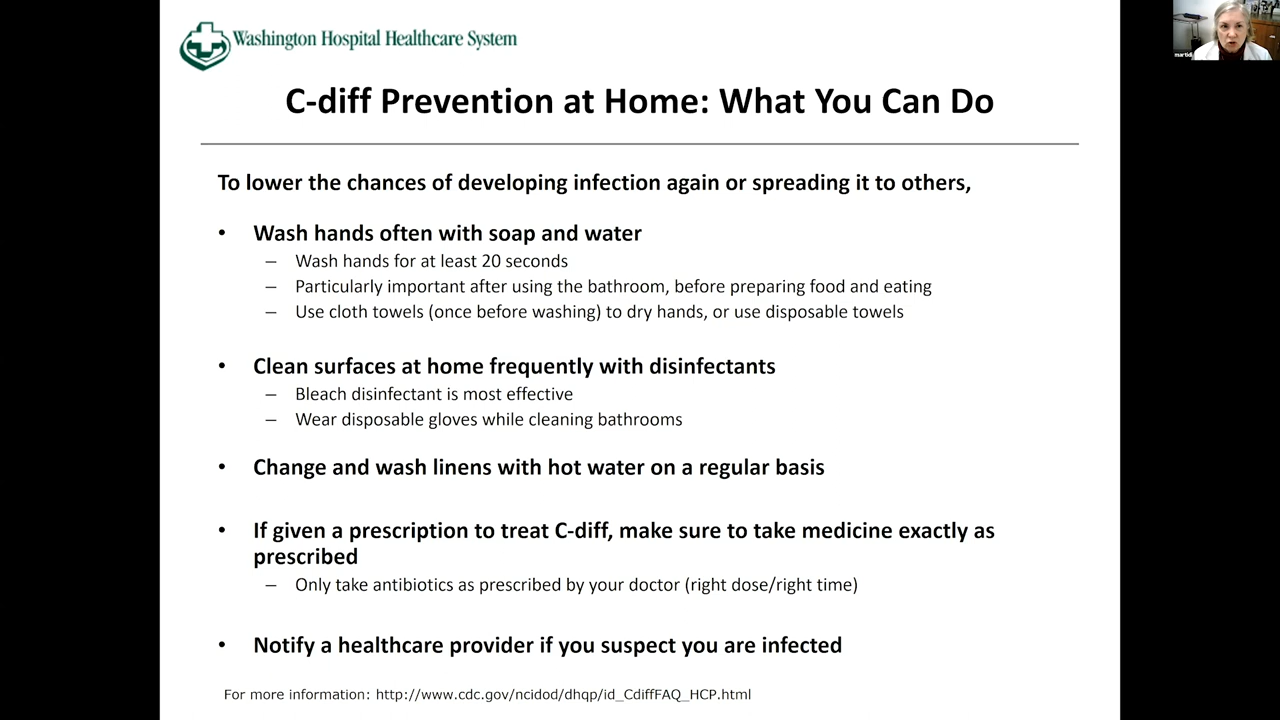 Washington Hospital Healthcare System
C-diff Prevention at Home: What You Can Do
To lower the chances of developing infection again or spreading it to others,
• Wash hands often with soap and water
– Wash hands for at least 20 seconds
– Particularly important after using the bathroom, before preparing food and eating
– Use cloth towels (once before washing) to dry hands, or use disposable towels
• Clean surfaces at home frequently with disinfectants
– Bleach disinfectant is most effective
– Wear disposable gloves while cleaning bathrooms
• Change and wash linens with hot water on a regular basis
• If given a prescription to treat C-diff, make sure to take medicine exactly as
prescribed
– Only take antibiotics as prescribed by your doctor (right dose/right time)
• Notify a healthcare provider if you suspect you are infected
For more information: http://www.cdc.gov/ncidod/dhqp/id_CdiffFAQ_HCP.html